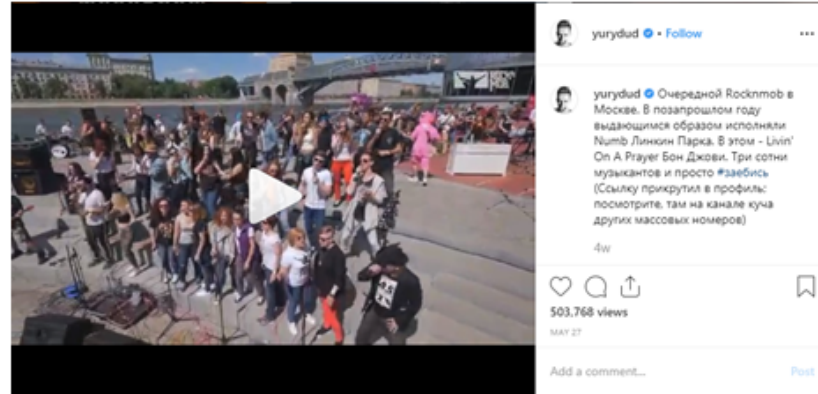 yurydud • Follow
yurydud Очередной Rocknmob в
Москве. В позапрошлом году
выдающимся образом исполняли
Numb Линкин Парка. В этом - Livin'
On A Prayer Бон Джови. Три сотни
музыкантов и просто #заебись
(Ссылку прикрутил в профиль:
посмотрите, там на канале куча
других массовых номеров)
4w
503,768 views
MAY 27
Add a comment...
Post